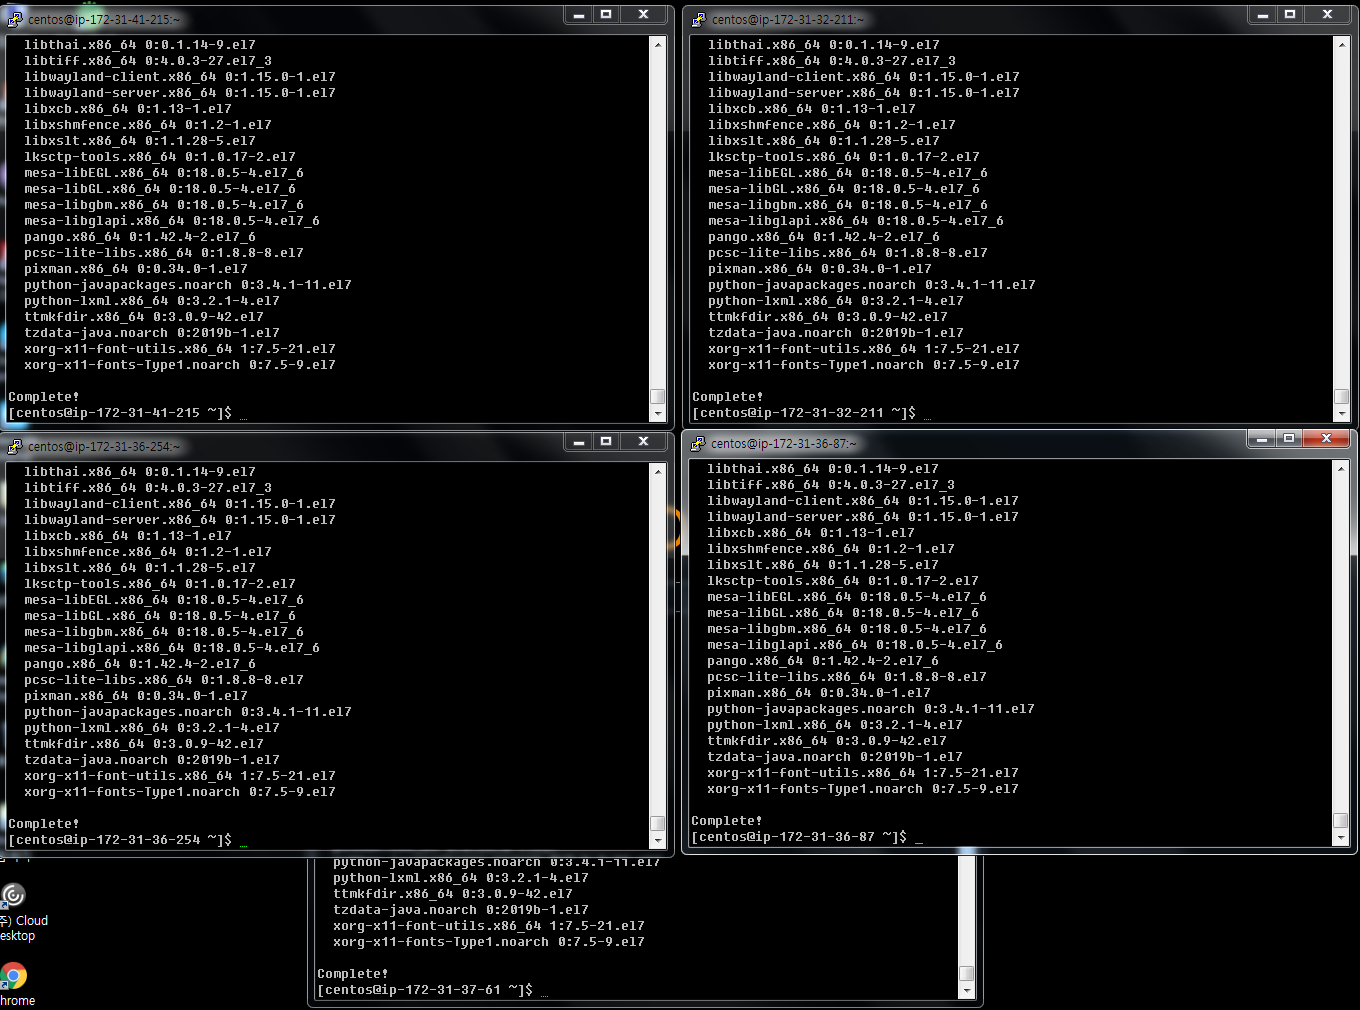 centos@ip-172-31-41-215:~
libthai.x86_64 0:0.1.14-9.el7
libtiff.x86_64 0:4.0.3-27.el7_3
libwayland-client.x86_64 0:1.15.0-1.el7
libwayland-server.x86_64 0:1.15.0-1.el7
libxcb.x86_64 0:1.13-1.el7
libxshmfence.x86_64 0:1.2-1.el7
libxslt.x86_64 0:1.1.28-5.el7
lksctp-tools.x86_64 0:1.0.17-2.el7
mesa-libEGL.x86_64 0:18.0.5-4.el7_6
mesa-libGL.x86_64 0:18.0.5-4.el7_6
mesa-libgbm.x86_64 0:18.0.5-4.el7_6
mesa-libglapi.x86_64 0:18.0.5-4.el7_6
pango.x86_64 0:1.42.4-2.el7_6
pcsc-lite-libs.x86_64 0:1.8.8-8.el7
pixman.x86_64 0:0.34.0-1.el7
python-javapackages.noarch 0:3.4.1-11.el7
python-lxml.x86_64 0:3.2.1-4.el7
ttmkfdir.x86_64 0:3.0.9-42.el7
tzdata-java.noarch 0:2019b-1.el7
xorg-x11-font-utils.x86_64 1:7.5-21.el7
xorg-x11-fonts-Type1.noarch 0:7.5-9.el7
Complete!
[centos@ip-172-31-41-215 ~]$ _
centos@ip-172-31-32-211:~
libthai.x86_64 0:0.1.14-9.el7
libtiff.x86_64 0:4.0.3-27.el7_3
libwayland-client.x86_64 0:1.15.0-1.el7
libwayland-server.x86_64 0:1.15.0-1.el7
libxcb.x86_64 0:1.13-1.el7
libxshmfence.x86_64 0:1.2-1.el7
libxslt.x86_64 0:1.1.28-5.el7
lksctp-tools.x86_64 0:1.0.17-2.el7
mesa-libEGL.x86_64 0:18.0.5-4.el7_6
mesa-libGL.x86_64 0:18.0.5-4.el7_6
mesa-libgbm.x86_64 0:18.0.5-4.el7_6
mesa-libglapi.x86_64 0:18.0.5-4.el7_6
pango.x86_64 0:1.42.4-2.el7_6
pcsc-lite-libs.x86_64 0:1.8.8-8.el7
pixman.x86_64 0:0.34.0-1.el7
python-javapackages.noarch 0:3.4.1-11.el7
python-lxml.x86_64 0:3.2.1-4.el7
ttmkfdir.x86_64 0:3.0.9-42.el7
tzdata-java.noarch 0:2019b-1.el7
xorg-x11-font-utils.x86_64 1:7.5-21.el7
xorg-x11-fonts-Type1.noarch 0:7.5-9.el7
Complete!
[centos@ip-172-31-32-211 ~]$ _
centos@ip-172-31-36-254:~
libthai.x86_64 0:0.1.14-9.el7
libtiff.x86_64 0:4.0.3-27.el7_3
libwayland-client.x86_64 0:1.15.0-1.el7
libwayland-server.x86_64 0:1.15.0-1.el7
libxcb.x86_64 0:1.13-1.el7
libxshmfence.x86_64 0:1.2-1.el7
libxslt.x86_64 0:1.1.28-5.el7
lksctp-tools.x86_64 0:1.0.17-2.el7
mesa-libEGL.x86_64 0:18.0.5-4.el7_6
mesa-libGL.x86_64 0:18.0.5-4.el7_6
mesa-libgbm.x86_64 0:18.0.5-4.el7_6
mesa-libglapi.x86_64 0:18.0.5-4.el7_6
pango.x86_64 0:1.42.4-2.el7_6
pcsc-lite-libs.x86_64 0:1.8.8-8.el7
pixman.x86_64 0:0.34.0-1.el7
python-javapackages.noarch 0:3.4.1-11.el7
python-lxml.x86_64 0:3.2.1-4.el7
ttmkfdir.x86_64 0:3.0.9-42.el7
tzdata-java.noarch 0:2019b-1.el7
xorg-x11-font-utils.x86_64 1:7.5-21.el7
xorg-x11-fonts-Type1.noarch 0:7.5-9.el7
Complete!
[centos@ip-172-31-36-254 ~]$ _
centos@ip-172-31-36-87:~
libthai.x86_64 0:0.1.14-9.el7
libtiff.x86_64 0:4.0.3-27.el7_3
libwayland-client.x86_64 0:1.15.0-1.el7
libwayland-server.x86_64 0:1.15.0-1.el7
libxcb.x86_64 0:1.13-1.el7
libxshmfence.x86_64 0:1.2-1.el7
libxslt.x86_64 0:1.1.28-5.el7
lksctp-tools.x86_64 0:1.0.17-2.el7
mesa-libEGL.x86_64 0:18.0.5-4.el7_6
mesa-libGL.x86_64 0:18.0.5-4.el7_6
mesa-libgbm.x86_64 0:18.0.5-4.el7_6
mesa-libglapi.x86_64 0:18.0.5-4.el7_6
pango.x86_64 0:1.42.4-2.el7_6
pcsc-lite-libs.x86_64 0:1.8.8-8.el7
pixman.x86_64 0:0.34.0-1.el7
python-javapackages.noarch 0:3.4.1-11.el7
python-lxml.x86_64 0:3.2.1-4.el7
ttmkfdir.x86_64 0:3.0.9-42.el7
tzdata-java.noarch 0:2019b-1.el7
xorg-x11-font-utils.x86_64 1:7.5-21.el7
xorg-x11-fonts-Type1.noarch 0:7.5-9.el7
Complete!
[centos@ip-172-31-36-87 ~]$ _
python-javapackages.noarch 0:3.4.1-11.el7
python-lxml.x86_64 0:3.2.1-4.el7
ttmkfdir.x86_64 0:3.0.9-42.el7
tzdata-java.noarch 0:2019b-1.el7
xorg-x11-font-utils.x86_64 1:7.5-21.el7
xorg-x11-fonts-Type1.noarch 0:7.5-9.el7
Complete!
[centos@ip-172-31-37-61 ~]$ _
주) Cloud
esktop
hrome